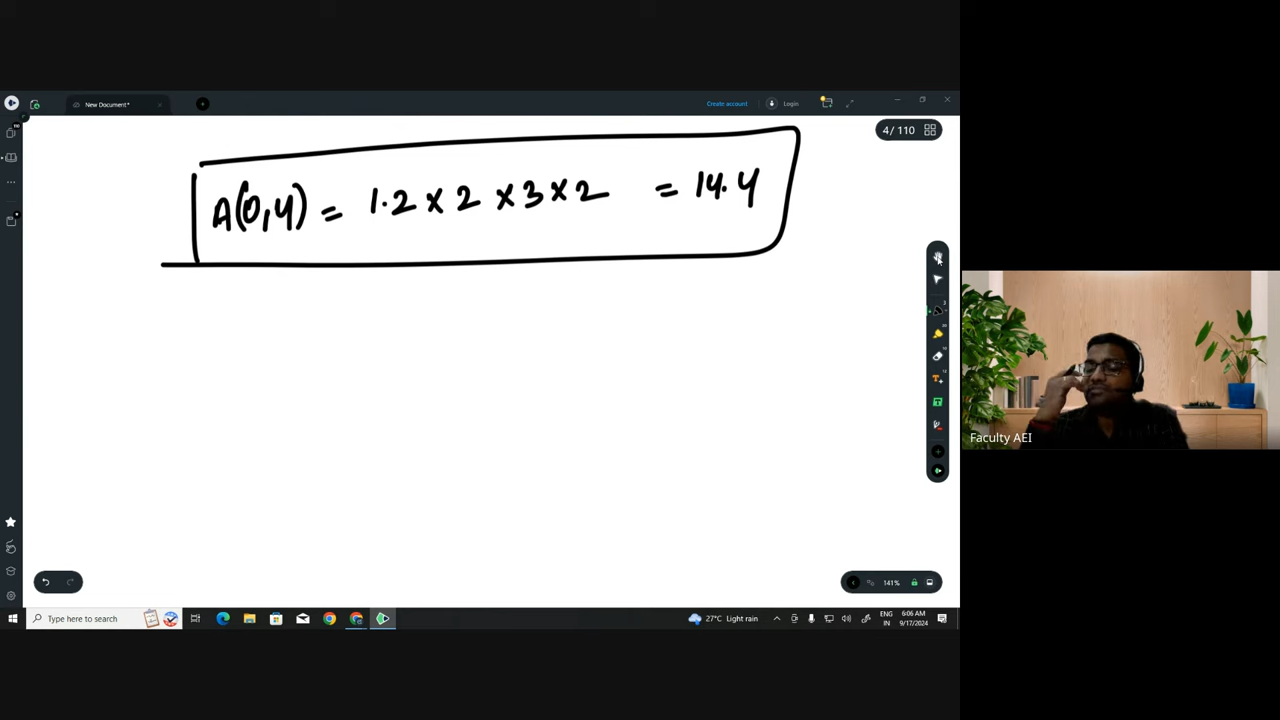 New Document*
Create account
Login
4/110
A(0,4) = 1.2 x 2 x 3 x 2 = 14.4
Faculty AEI
141%
Type here to search
27°C Light rain
ENG
IN
6:06 AM
9/17/2024